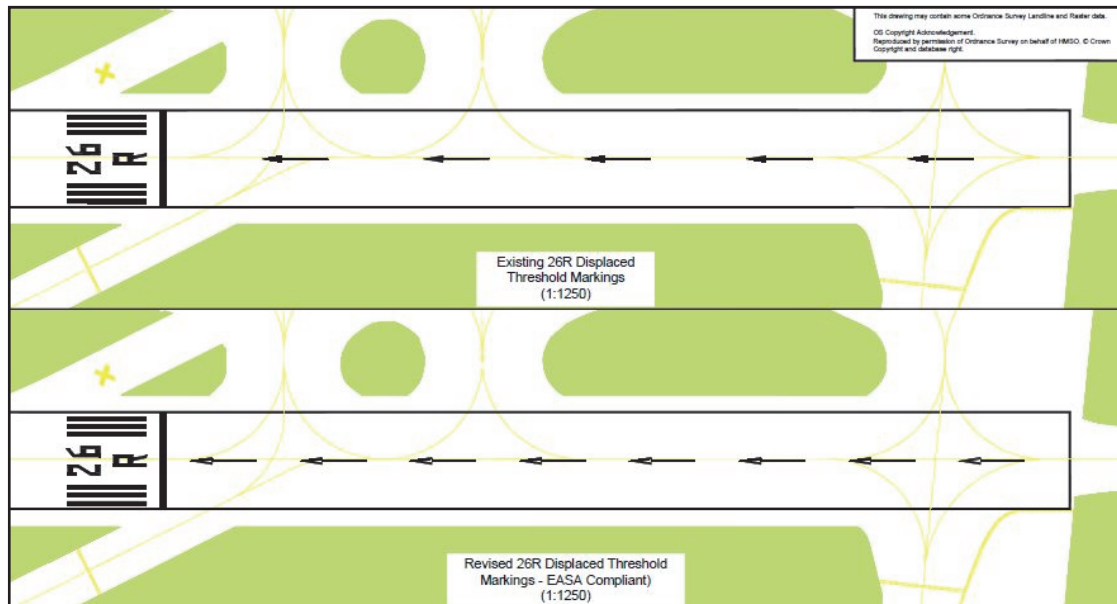 This drawing may contain some Ordnance Survey Landline and Raster data.
OS Copyright Acknowledgement.
Reproduced by permission of Ordnance Survey on behalf of HMSO. © Crown
Copyright and database right.
26
R
Existing 26R Displaced
Threshold Markings
(1:1250)
26
R
Revised 26R Displaced Threshold
Markings - EASA Compliant)
(1:1250)